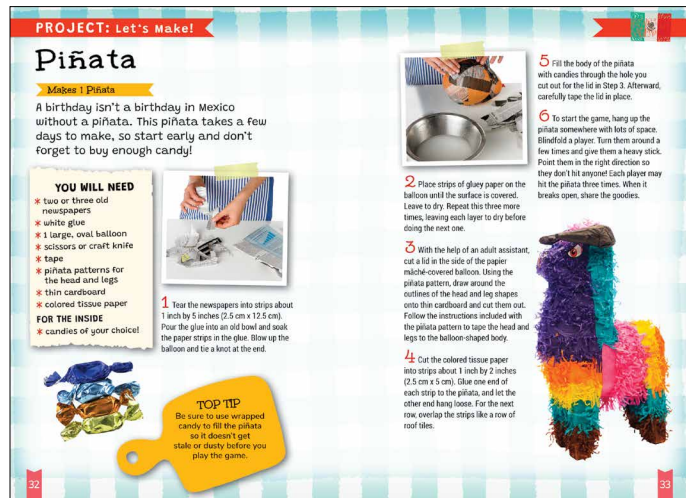 PROJECT: Let's Make!
Piñata
Makes 1 Piñata
A birthday isn't a birthday in Mexico
without a piñata. This piñata takes a few
days to make, so start early and don't
forget to buy enough candy!
YOU WILL NEED
* two or three old
newspapers
* white glue
* 1 large, oval balloon
* scissors or craft knife
* tape
* piñata patterns for
the head and legs
* thin cardboard
* colored tissue paper
FOR THE INSIDE
* candies of your choice!
1 Tear the newspapers into strips about
1 inch by 5 inches (2.5 cm x 12.5 cm).
Pour the glue into an old bowl and soak
the paper strips in the glue. Blow up the
balloon and tie a knot at the end.
TOP TIP
Be sure to use wrapped
candy to fill the piñata
so it doesn't get
stale or dusty before you
play the game.
32
2 Place strips of gluey paper on the
balloon until the surface is covered.
Leave to dry. Repeat this three more
times, leaving each layer to dry before
doing the next one.
3 With the help of an adult assistant,
cut a lid in the side of the papier
mâché-covered balloon. Using the
piñata pattern, draw around the
outlines of the head and leg shapes
onto thin cardboard and cut them out.
Follow the instructions included with
the piñata pattern to tape the head and
legs to the balloon-shaped body.
4 Cut the colored tissue paper
into strips about 1 inch by 2 inches
(2.5 cm x 5 cm). Glue one end of
each strip to the piñata, and let the
other end hang loose. For the next
row, overlap the strips like a row of
roof tiles.
5 Fill the body of the piñata
with candies through the hole you
cut out for the lid in Step 3. Afterward,
carefully tape the lid in place.
6 To start the game, hang up the
piñata somewhere with lots of space.
Blindfold a player. Turn them around a
few times and give them a heavy stick.
Point them in the right direction so
they don't hit anyone! Each player may
hit the piñata three times. When it
breaks open, share the goodies.
33